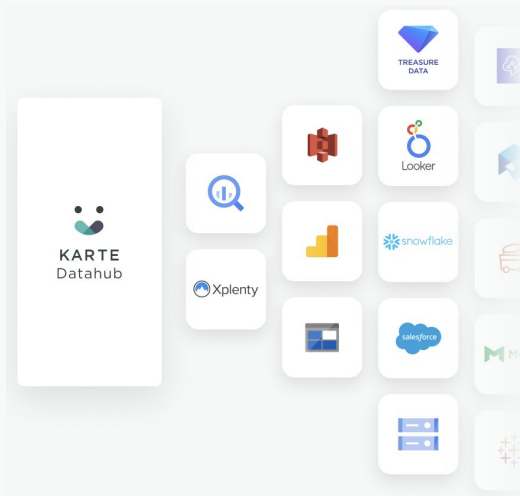 KARTE
Datahub
Xplenty
TREASURE
DATA
Looker
snowflake
salesforce